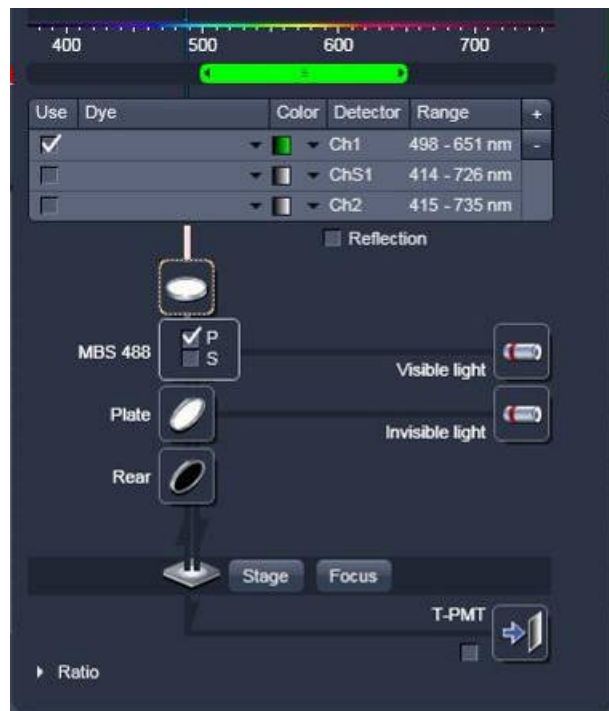 400 500 600 700
Use Dye Color Detector Range +
Ch1 498 - 651 nm -
ChS1 414 - 726 nm
Ch2 415 - 735 nm
Reflection
MBS 488 P
S
Visible light
Plate
Invisible light
Rear
Stage Focus
T-PMT
Ratio